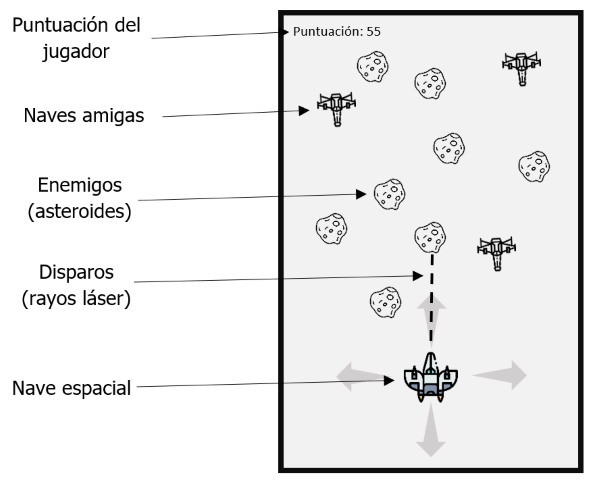 Puntuación del
jugador
Puntuación: 55
Naves amigas
Enemigos
(asteroides)
Disparos
(rayos láser)
Nave espacial